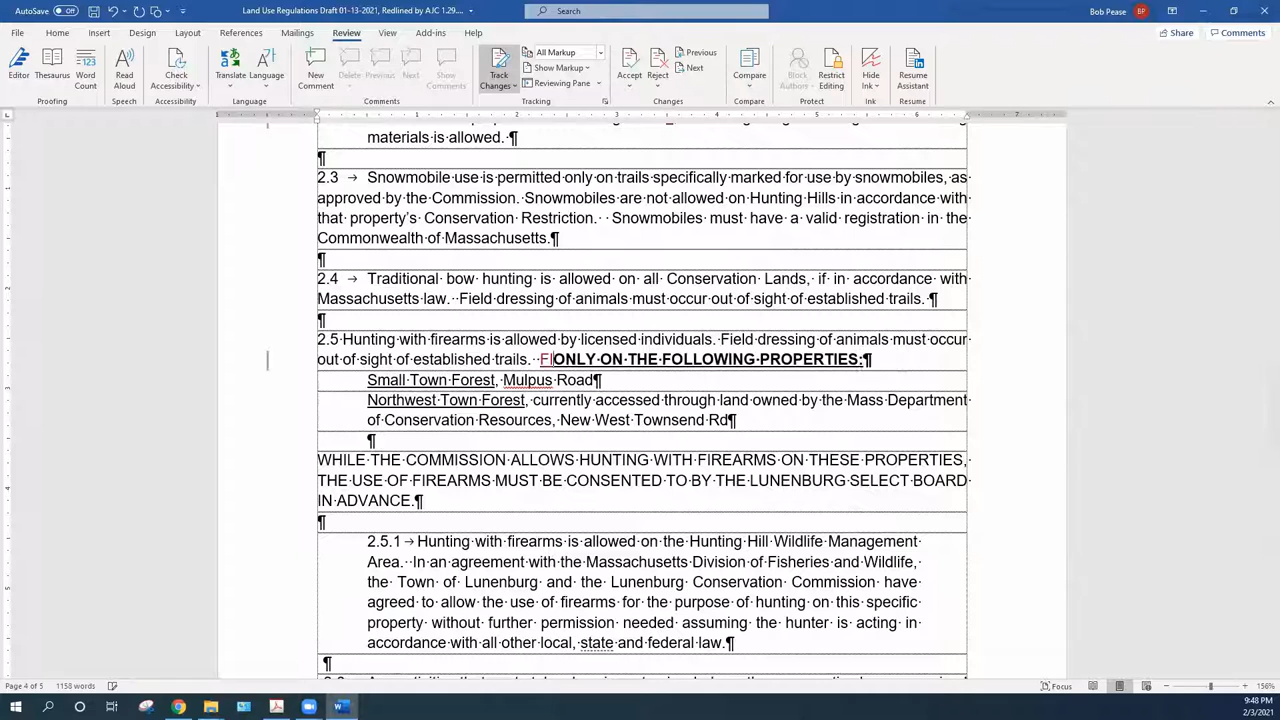 AutoSave Off Land Use Regulations Draft 01-13-2021, Redlined by AJC 1.29.... Search Bob Pease BP
File Home Insert Draw Design Layout References Mailings Review View Add-ins Help Share Comments
Editor Thesaurus Word Count Read Aloud Check Accessibility Translate Language New Comment Delete Previous Next Show Comments Track Changes All Markup Show Markup Reviewing Pane Accept Reject Previous Next Compare Block Authors Restrict Editing Hide Ink Resume Assistant
Proofing Speech Accessibility Language Comments Tracking Changes Compare Protect Ink Resume
materials is allowed. ¶
¶
2.3 → Snowmobile use is permitted only on trails specifically marked for use by snowmobiles, as
approved by the Commission. Snowmobiles are not allowed on Hunting Hills in accordance with
that property's Conservation Restriction. Snowmobiles must have a valid registration in the
Commonwealth of Massachusetts.¶
¶
2.4 → Traditional bow hunting is allowed on all Conservation Lands, if in accordance with
Massachusetts law. Field dressing of animals must occur out of sight of established trails. ¶
¶
2.5 Hunting with firearms is allowed by licensed individuals. Field dressing of animals must occur
out of sight of established trails. FIONLY ON THE FOLLOWING PROPERTIES:¶
Small Town Forest, Mulpus Road¶
Northwest Town Forest, currently accessed through land owned by the Mass Department
of Conservation Resources, New West Townsend Rd¶
¶
WHILE THE COMMISSION ALLOWS HUNTING WITH FIREARMS ON THESE PROPERTIES,
THE USE OF FIREARMS MUST BE CONSENTED TO BY THE LUNENBURG SELECT BOARD
IN ADVANCE.¶
¶
2.5.1 → Hunting with firearms is allowed on the Hunting Hill Wildlife Management
Area. In an agreement with the Massachusetts Division of Fisheries and Wildlife,
the Town of Lunenburg and the Lunenburg Conservation Commission have
agreed to allow the use of firearms for the purpose of hunting on this specific
property without further permission needed assuming the hunter is acting in
accordance with all other local, state and federal law.¶
¶
Page 4 of 5 1158 words Focus 156%
9:48 PM
2/3/2021